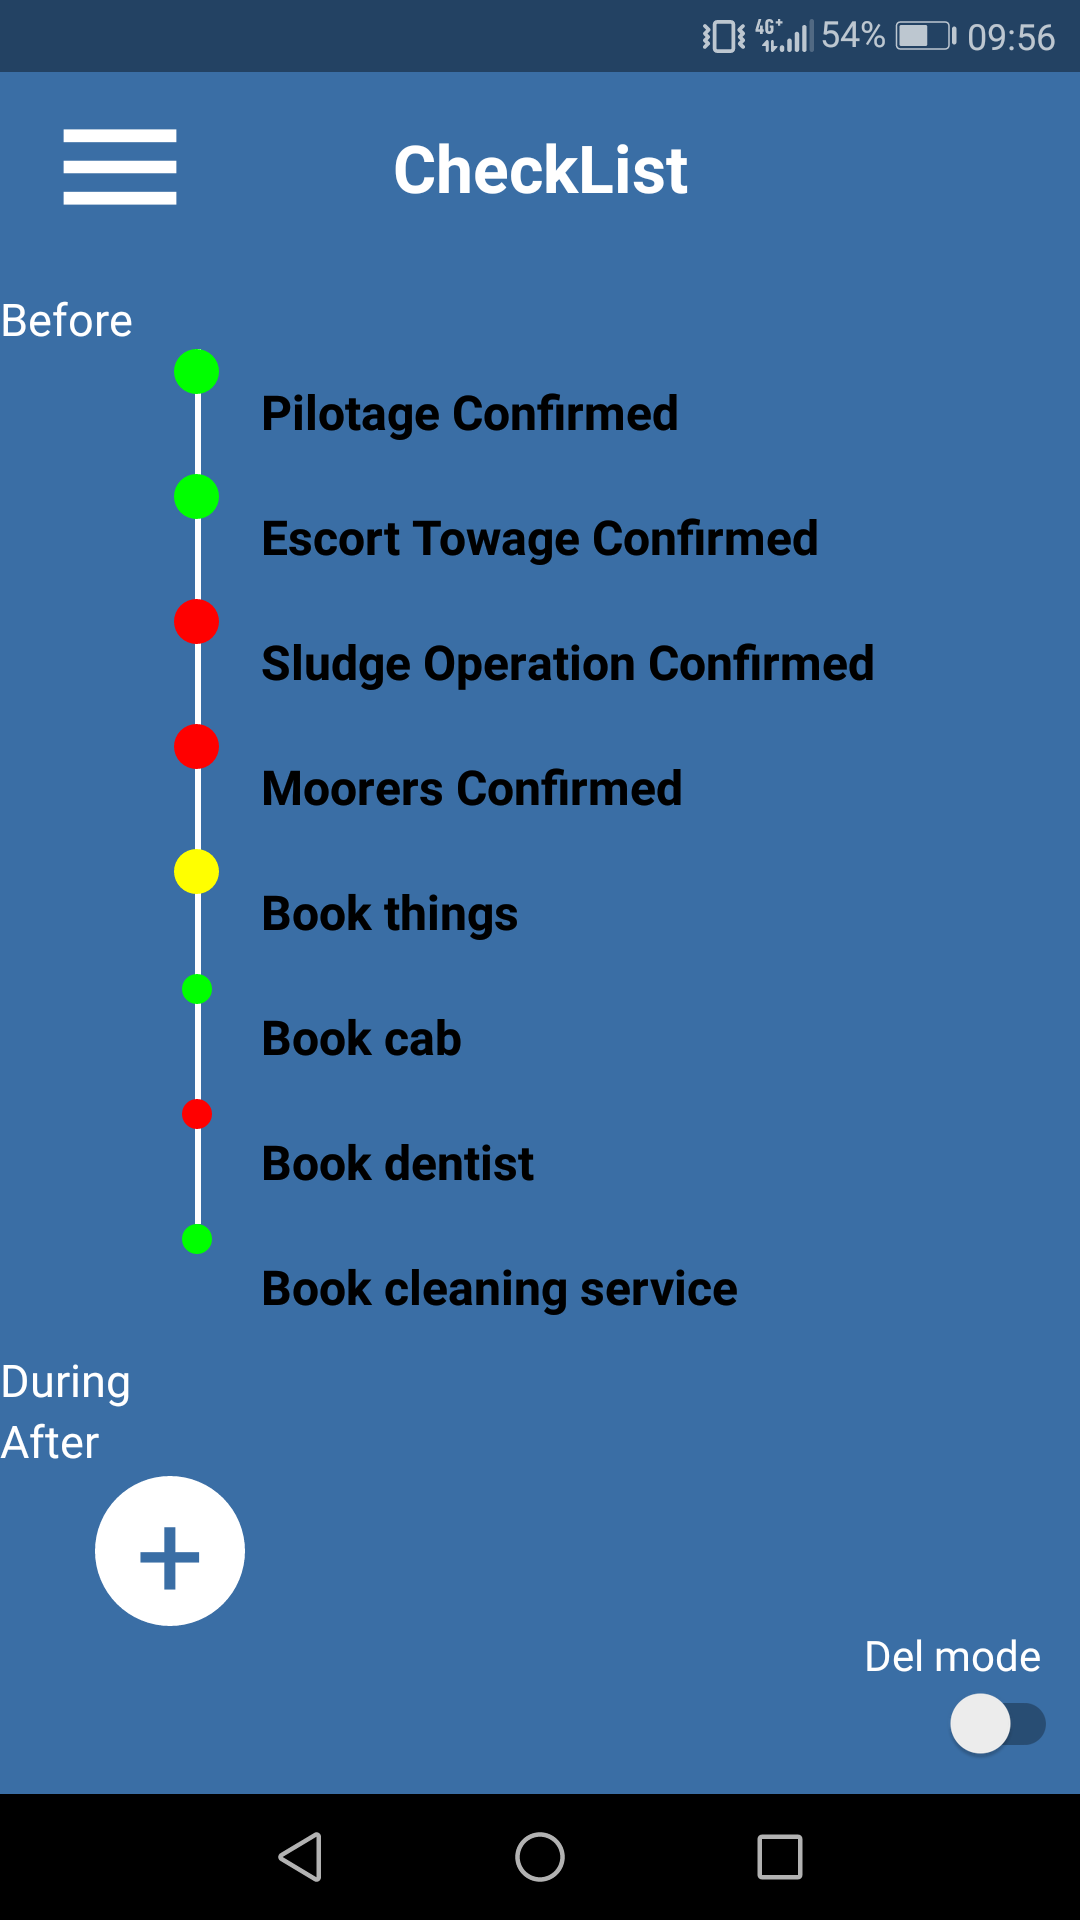 4G+ 54% 09:56
CheckList
Before
Pilotage Confirmed
Escort Towage Confirmed
Sludge Operation Confirmed
Moorers Confirmed
Book things
Book cab
Book dentist
Book cleaning service
During
After
+
Del mode